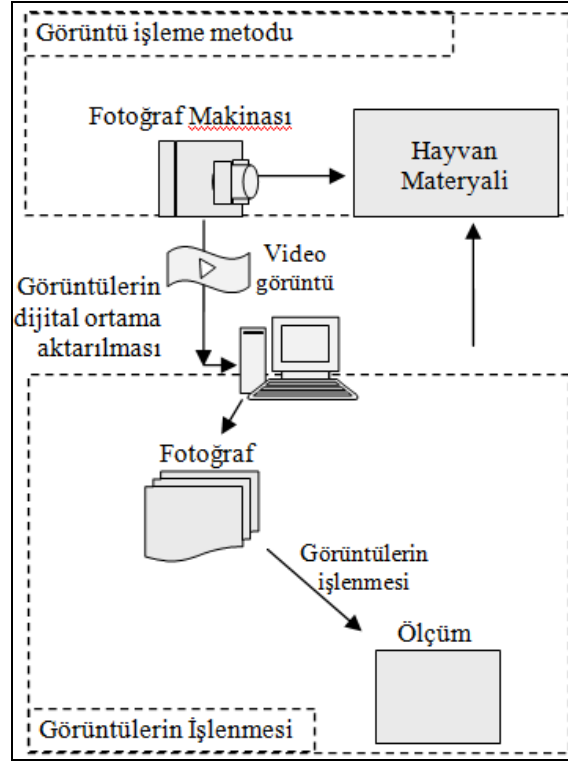 Görüntü işleme metodu
Fotoğraf Makinası
Hayvan
Materyali
Video
görüntü
Görüntülerin
dijital ortama
aktarılması
Fotoğraf
Görüntülerin
işlenmesi
Ölçüm
Görüntülerin İşlenmesi